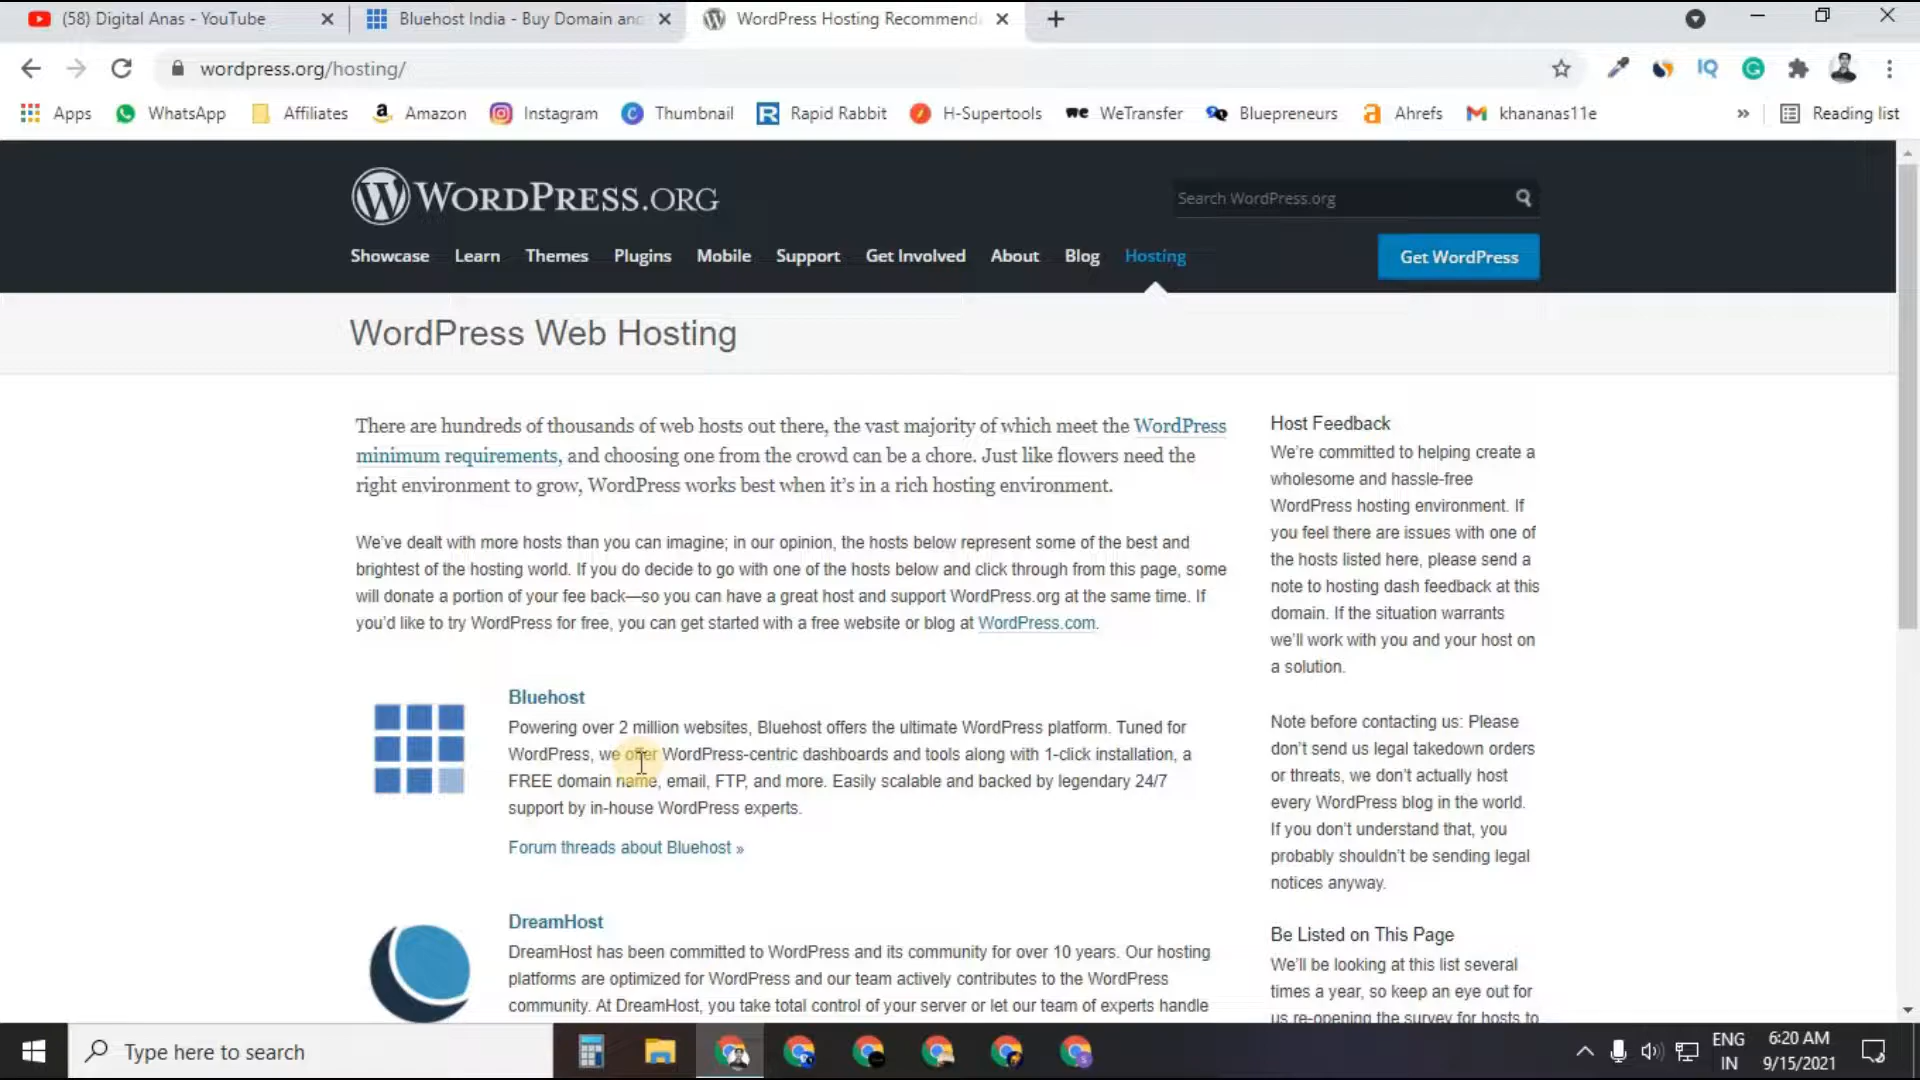 (58) Digital Anas - YouTube
Bluehost India - Buy Domain and
WordPress Hosting Recommend
wordpress.org/hosting/
IQ
Apps
WhatsApp
Affiliates
Amazon
Instagram
Thumbnail
Rapid Rabbit
H-Supertools
WeTransfer
Bluepreneurs
Ahrefs
khananas11e
»
Reading list
WORDPRESS.ORG
Search WordPress.org
Showcase
Learn
Themes
Plugins
Mobile
Support
Get Involved
About
Blog
Hosting
Get WordPress
WordPress Web Hosting
There are hundreds of thousands of web hosts out there, the vast majority of which meet the WordPress
minimum requirements, and choosing one from the crowd can be a chore. Just like flowers need the
right environment to grow, WordPress works best when it's in a rich hosting environment.
We've dealt with more hosts than you can imagine; in our opinion, the hosts below represent some of the best and
brightest of the hosting world. If you do decide to go with one of the hosts below and click through from this page, some
will donate a portion of your fee back—so you can have a great host and support WordPress.org at the same time. If
you'd like to try WordPress for free, you can get started with a free website or blog at WordPress.com.
Bluehost
Powering over 2 million websites, Bluehost offers the ultimate WordPress platform. Tuned for
WordPress, we offer WordPress-centric dashboards and tools along with 1-click installation, a
FREE domain name, email, FTP, and more. Easily scalable and backed by legendary 24/7
support by in-house WordPress experts.
Forum threads about Bluehost »
DreamHost
DreamHost has been committed to WordPress and its community for over 10 years. Our hosting
platforms are optimized for WordPress and our team actively contributes to the WordPress
community. At DreamHost, you take total control of your server or let our team of experts handle
Host Feedback
We're committed to helping create a
wholesome and hassle-free
WordPress hosting environment. If
you feel there are issues with one of
the hosts listed here, please send a
note to hosting dash feedback at this
domain. If the situation warrants
we'll work with you and your host on
a solution.
Note before contacting us: Please
don't send us legal takedown orders
or threats, we don't actually host
every WordPress blog in the world.
If you don't understand that, you
probably shouldn't be sending legal
notices anyway.
Be Listed on This Page
We'll be looking at this list several
times a year, so keep an eye out for
us re-opening the survey for hosts to
Type here to search
ENG
IN
6:20 AM
9/15/2021